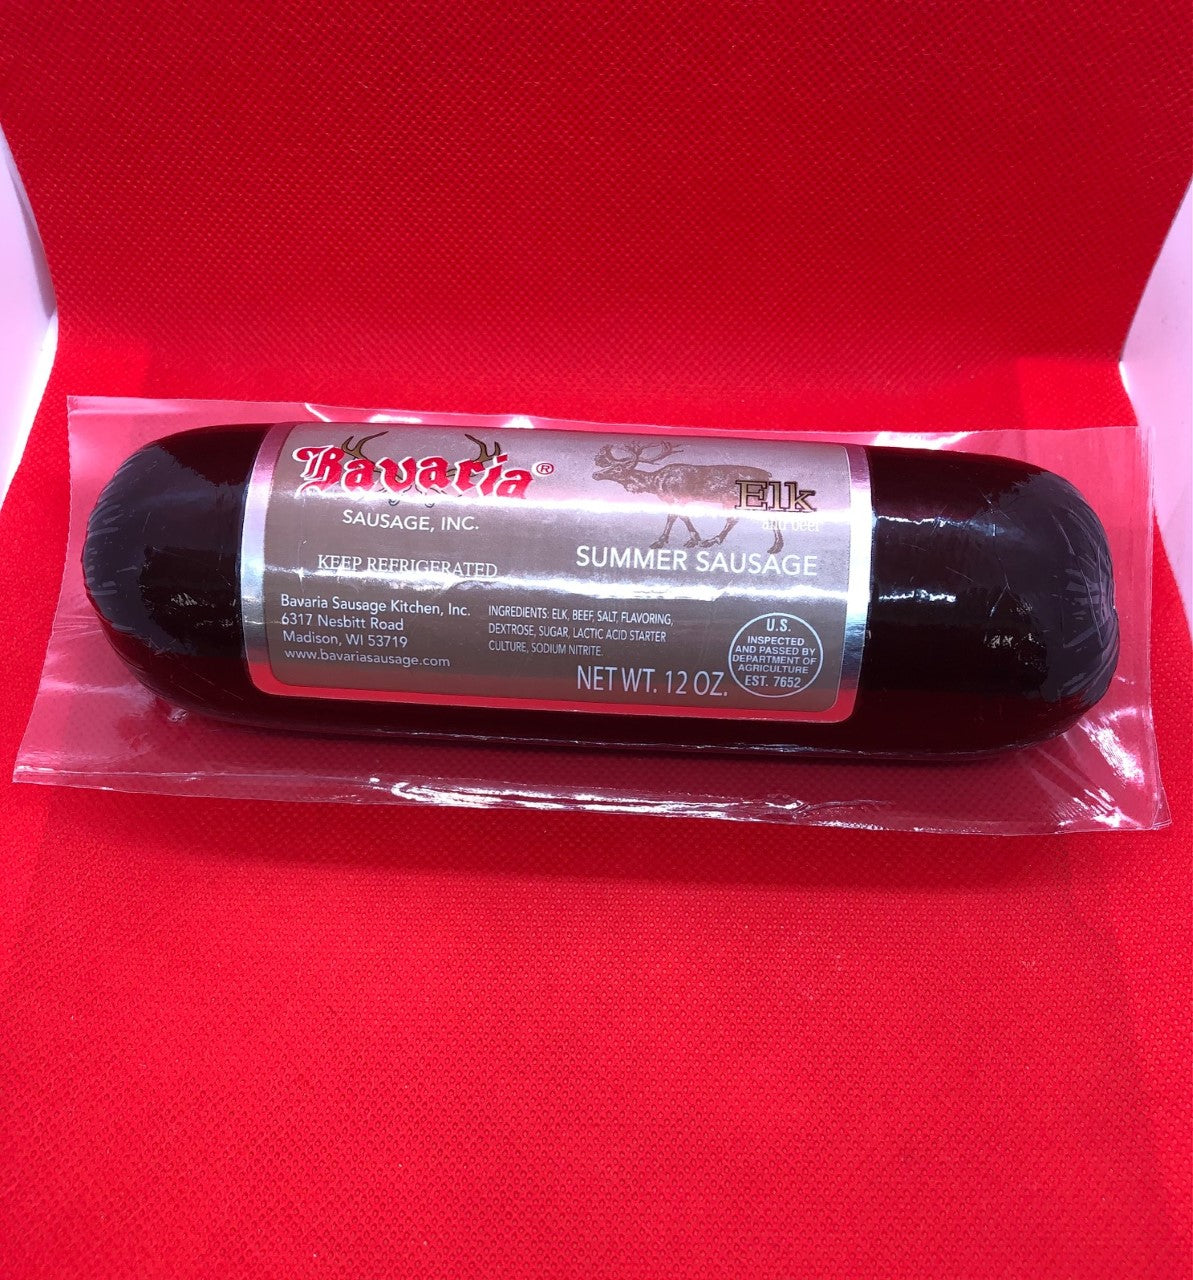 Bavaria®
SAUSAGE, INC.
KEEP REFRIGERATED
Bavaria Sausage Kitchen, Inc.
6317 Nesbitt Road
Madison, WI 53719
www.bavariasausage.com
Elk
and beef
SUMMER SAUSAGE
INGREDIENTS: ELK, BEEF, SALT, FLAVORING,
DEXTROSE, SUGAR, LACTIC ACID STARTER
CULTURE, SODIUM NITRITE.
NET WT. 12 OZ.
U.S.
INSPECTED
AND PASSED BY
DEPARTMENT OF
AGRICULTURE
EST. 7652